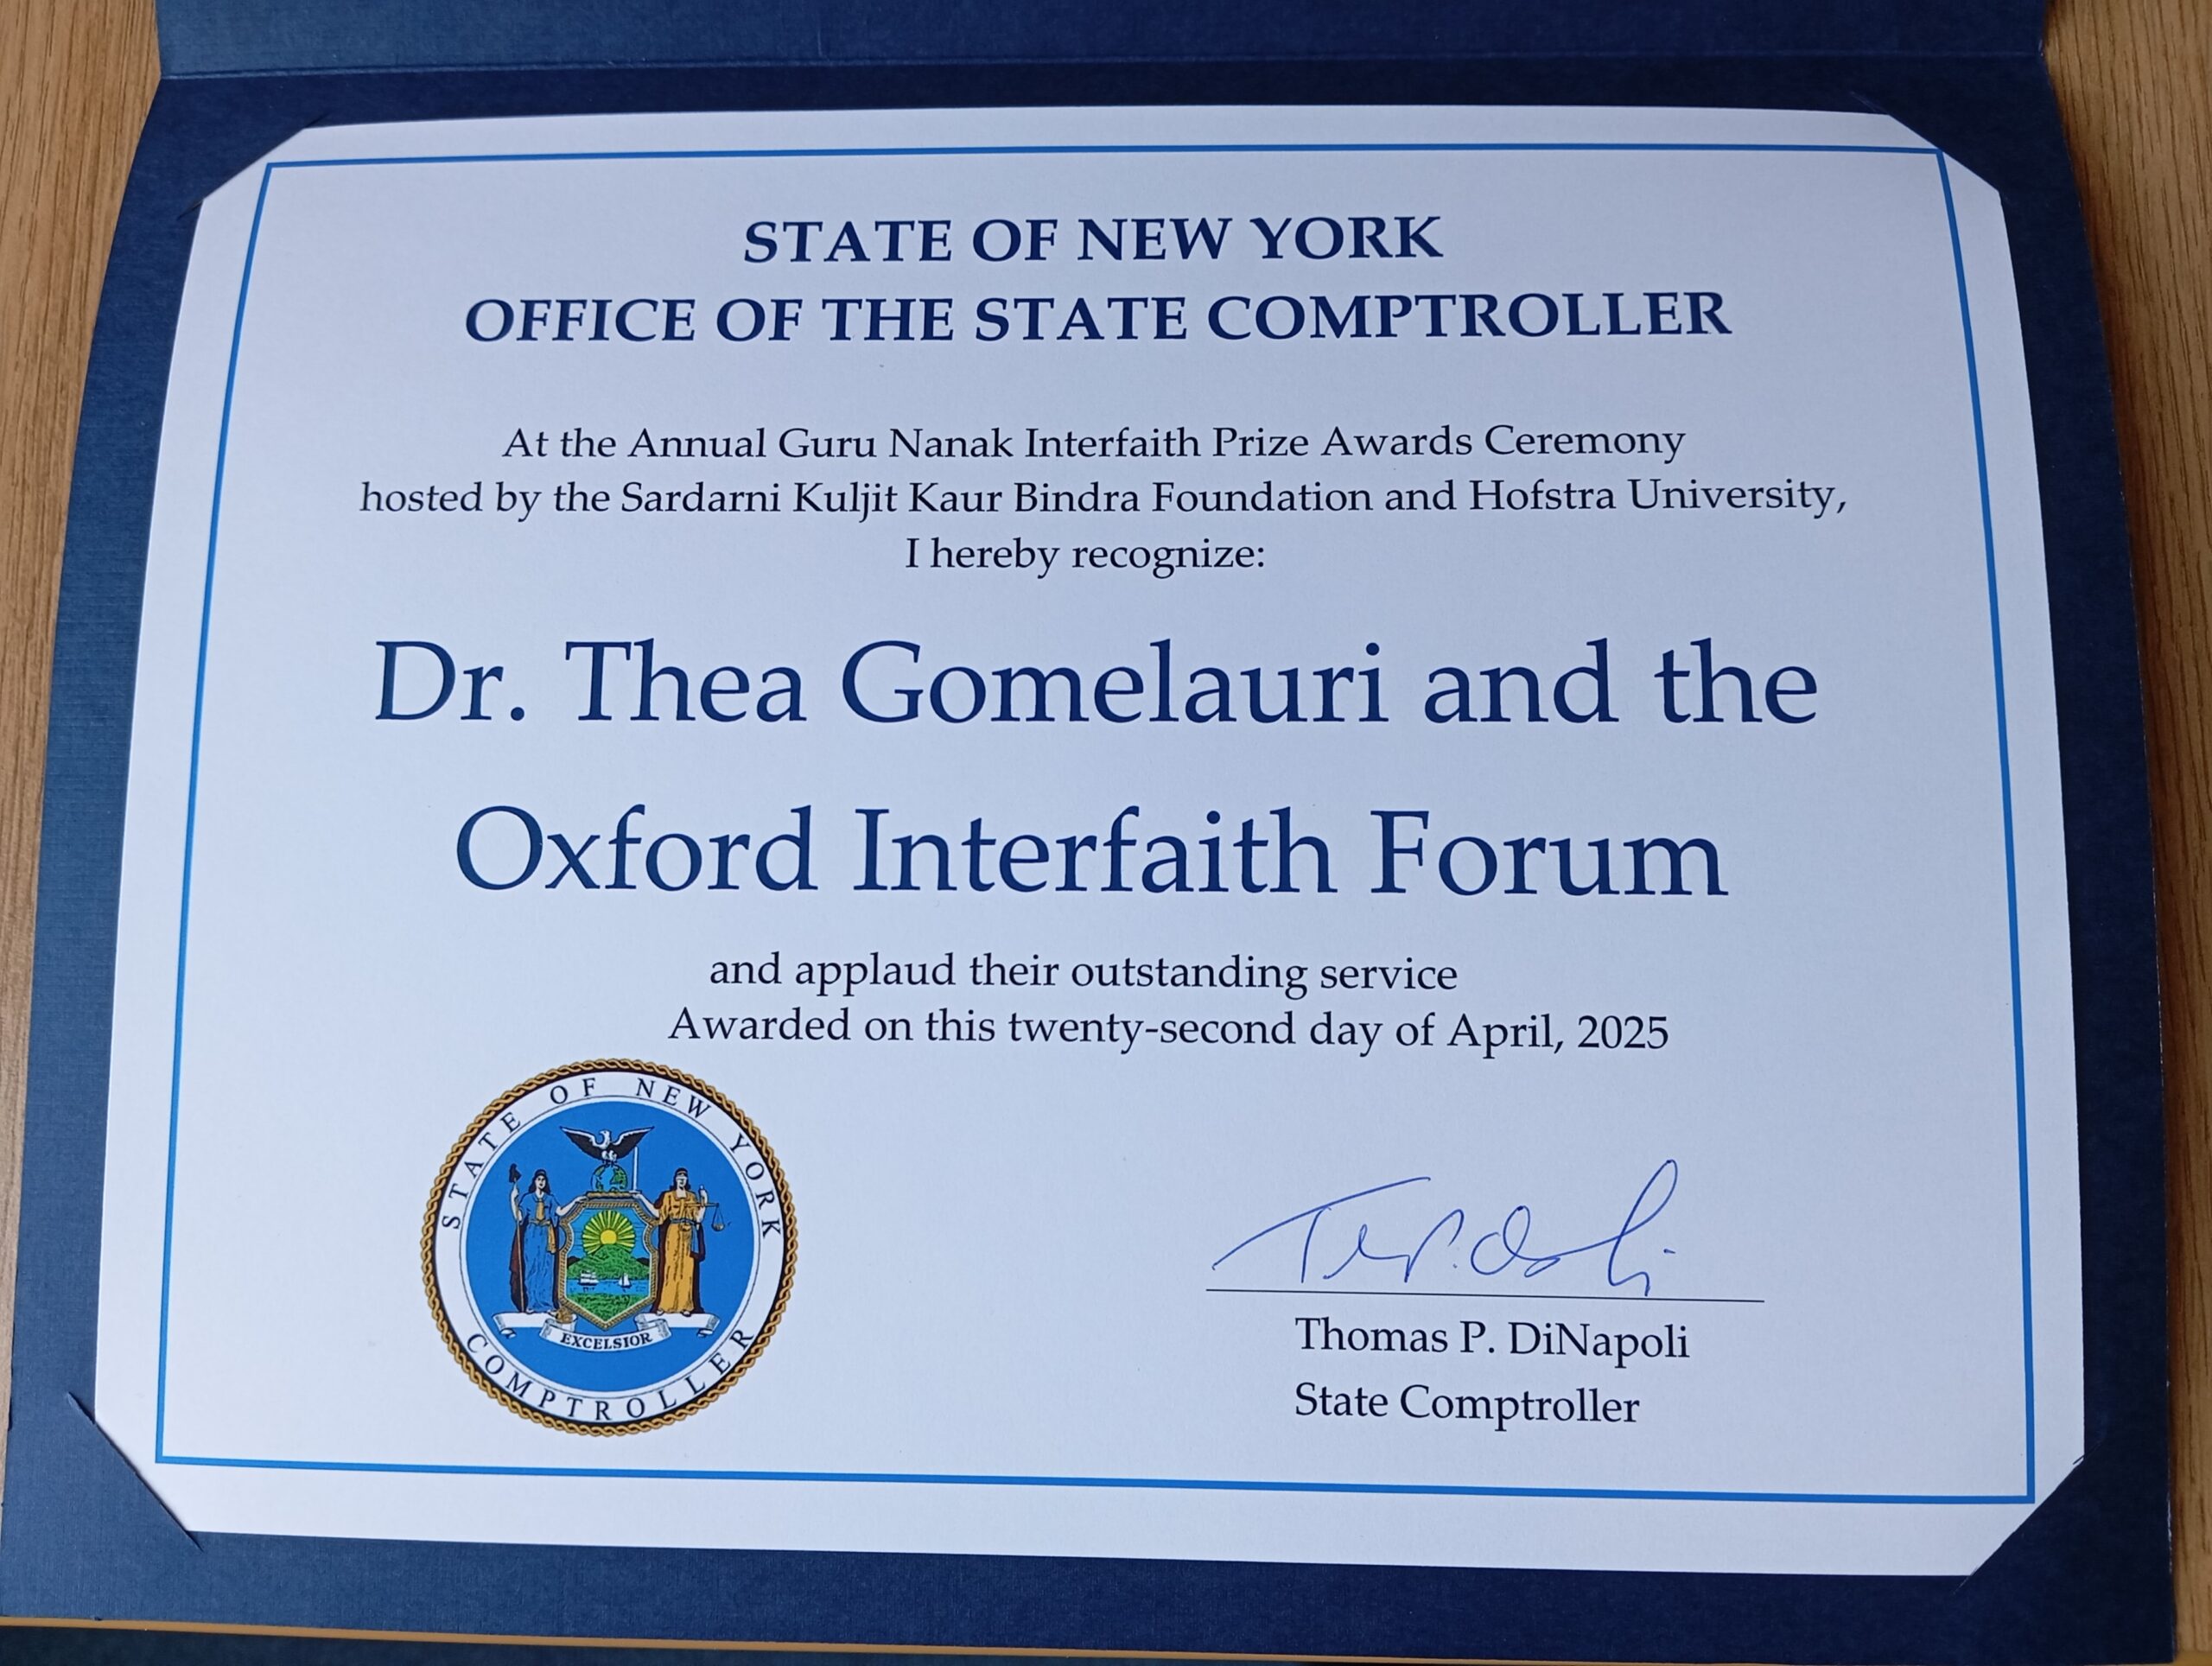 STATE OF NEW YORK
OFFICE OF THE STATE COMPTROLLER
At the Annual Guru Nanak Interfaith Prize Awards Ceremony
hosted by the Sardarni Kuljit Kaur Bindra Foundation and Hofstra University,
I hereby recognize:
Dr. Thea Gomelauri and the
Oxford Interfaith Forum
and applaud their outstanding service
Awarded on this twenty-second day of April, 2025
STATE OF NEW YORK
EXCELSIOR
COMPTROLLER
Thomas P. DiNapoli
State Comptroller